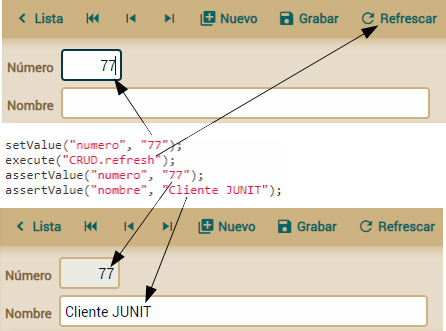 Lista Nuevo Grabar Refrescar
Número 77
Nombre
setValue("numero", "77");
execute("CRUD.refresh");
assertValue("numero", "77");
assertValue("nombre", "Cliente JUNIT");
Lista Nuevo Grabar Refrescar
Número 77
Nombre Cliente JUNIT